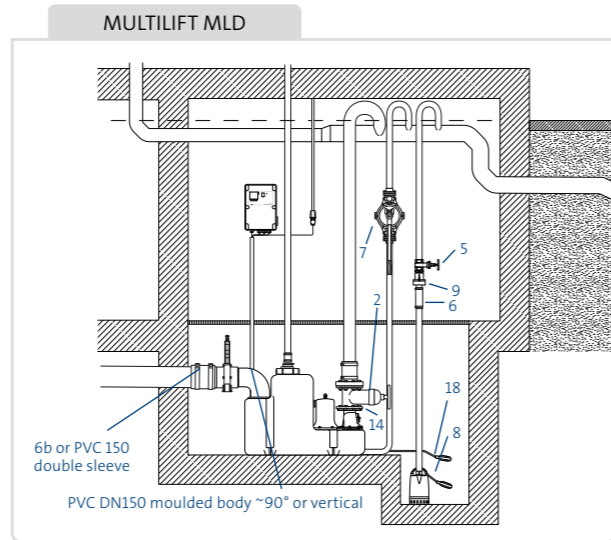 MULTILIFT MLD
5
7
9
2
6
18
14
8
6b or PVC 150
double sleeve
PVC DN150 moulded body ~90° or vertical